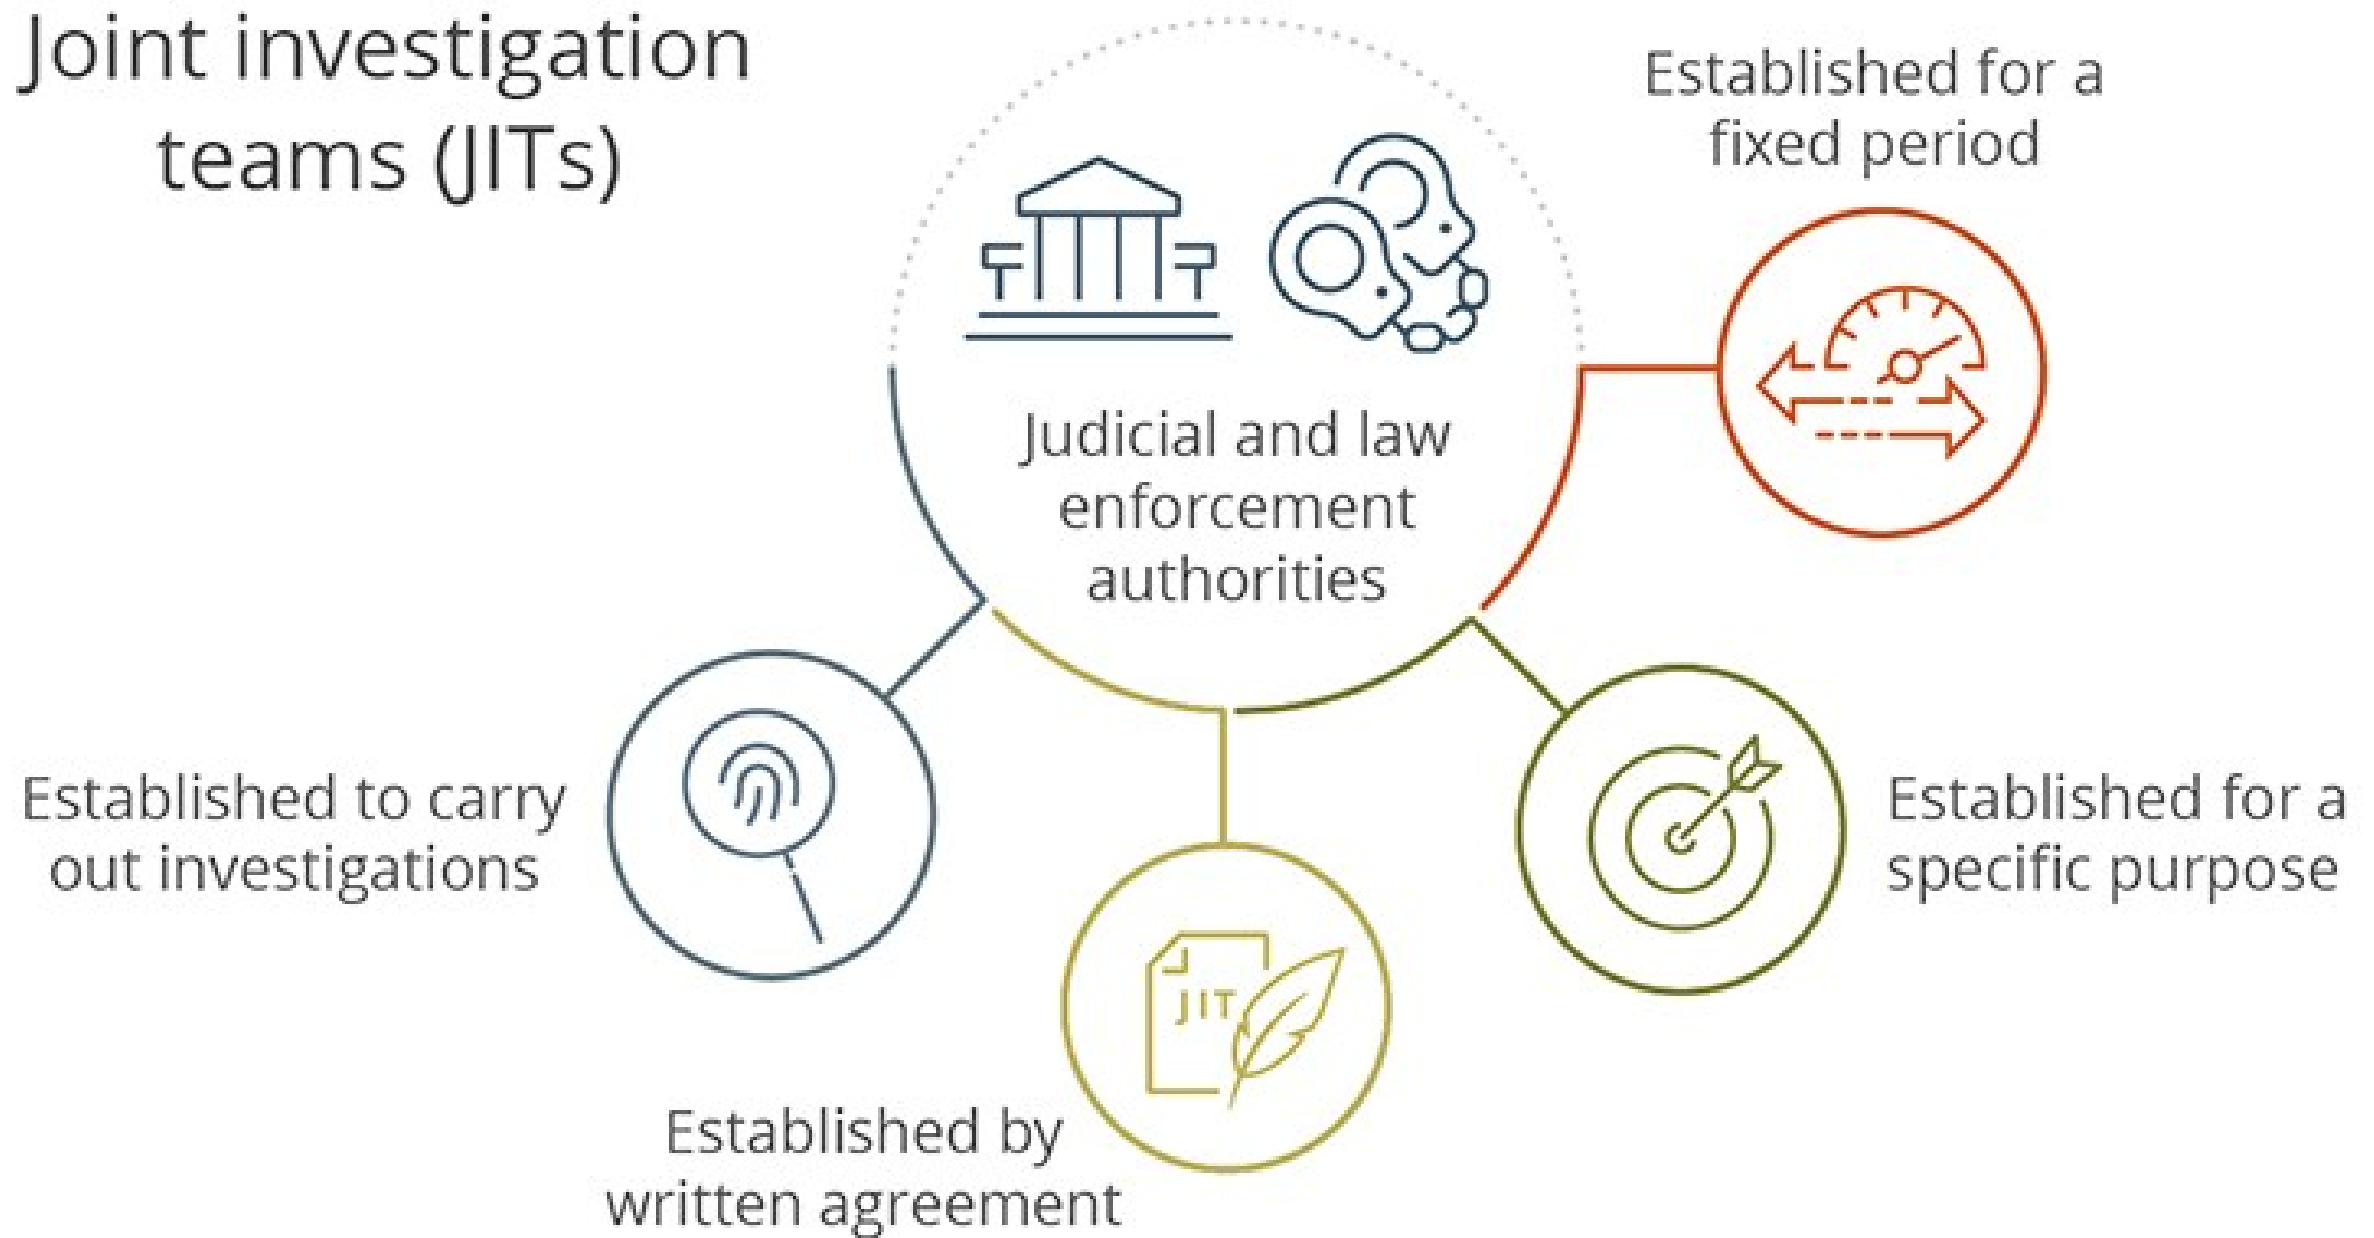 Joint investigation
teams (JITs)
Established for a
fixed period
Judicial and law
enforcement
authorities
Established to carry
out investigations
Established for a
specific purpose
JIT
Established by
written agreement